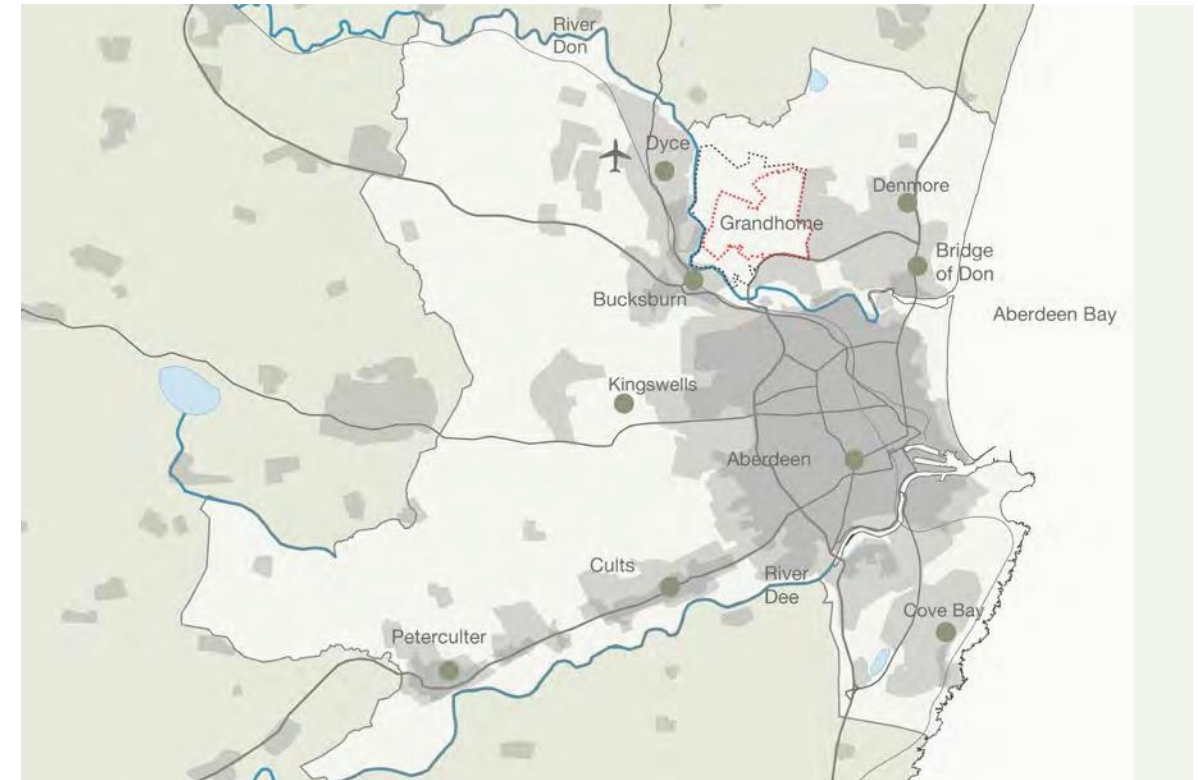 River
Don
Dyce
Denmore
Grandhome
Bridge
of Don
Bucksburn
Aberdeen Bay
Kingswells
Aberdeen
Cults
River
Dee
Cove Bay
Peterculter